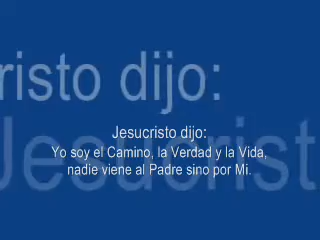 risto dijo:
Jesucristo dijo:
Yo soy el Camino, la Verdad y la Vida,
nadie viene al Padre sino por Mi.
Jesucrist